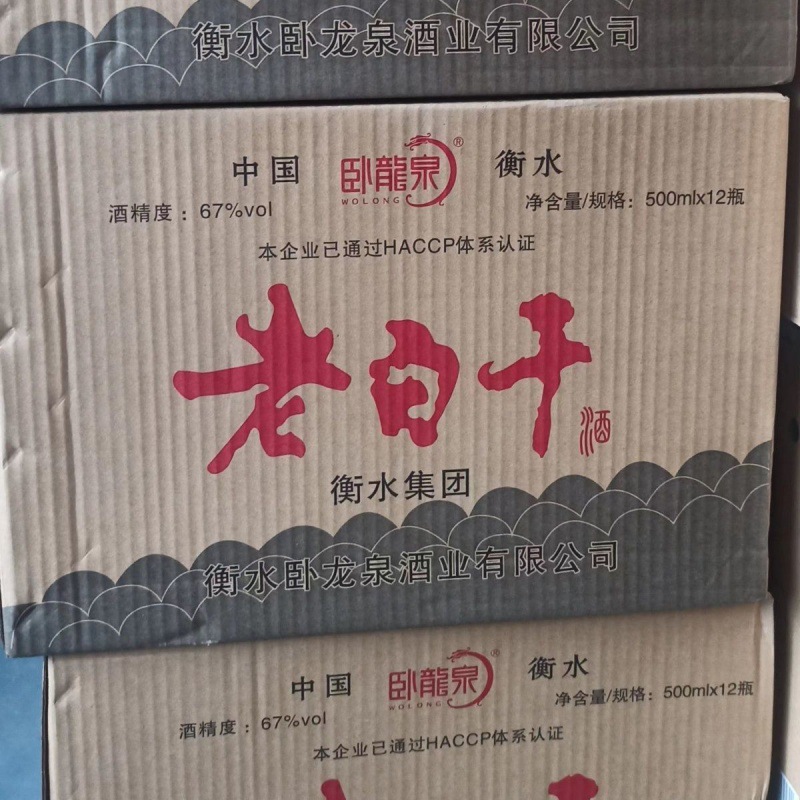 衡水卧龙泉酒业有限公司
中国 卧龍泉® 衡水
WOLONG
酒精度：67%vol 净含量/规格：500mlx12瓶
本企业已通过HACCP体系认证
老白干酒
衡水集团
衡水卧龙泉酒业有限公司
中国 卧龍泉® 衡水
WOLONG
酒精度：67%vol 净含量/规格：500mlx12瓶
本企业已通过HACCP体系认证